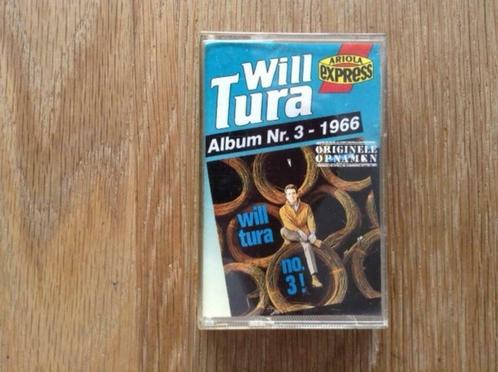 Will
Tura
ARIOLA
EXPRESS
Album Nr. 3 - 1966
ORIGINELE
OPNAMEN
will
tura
no.
3!